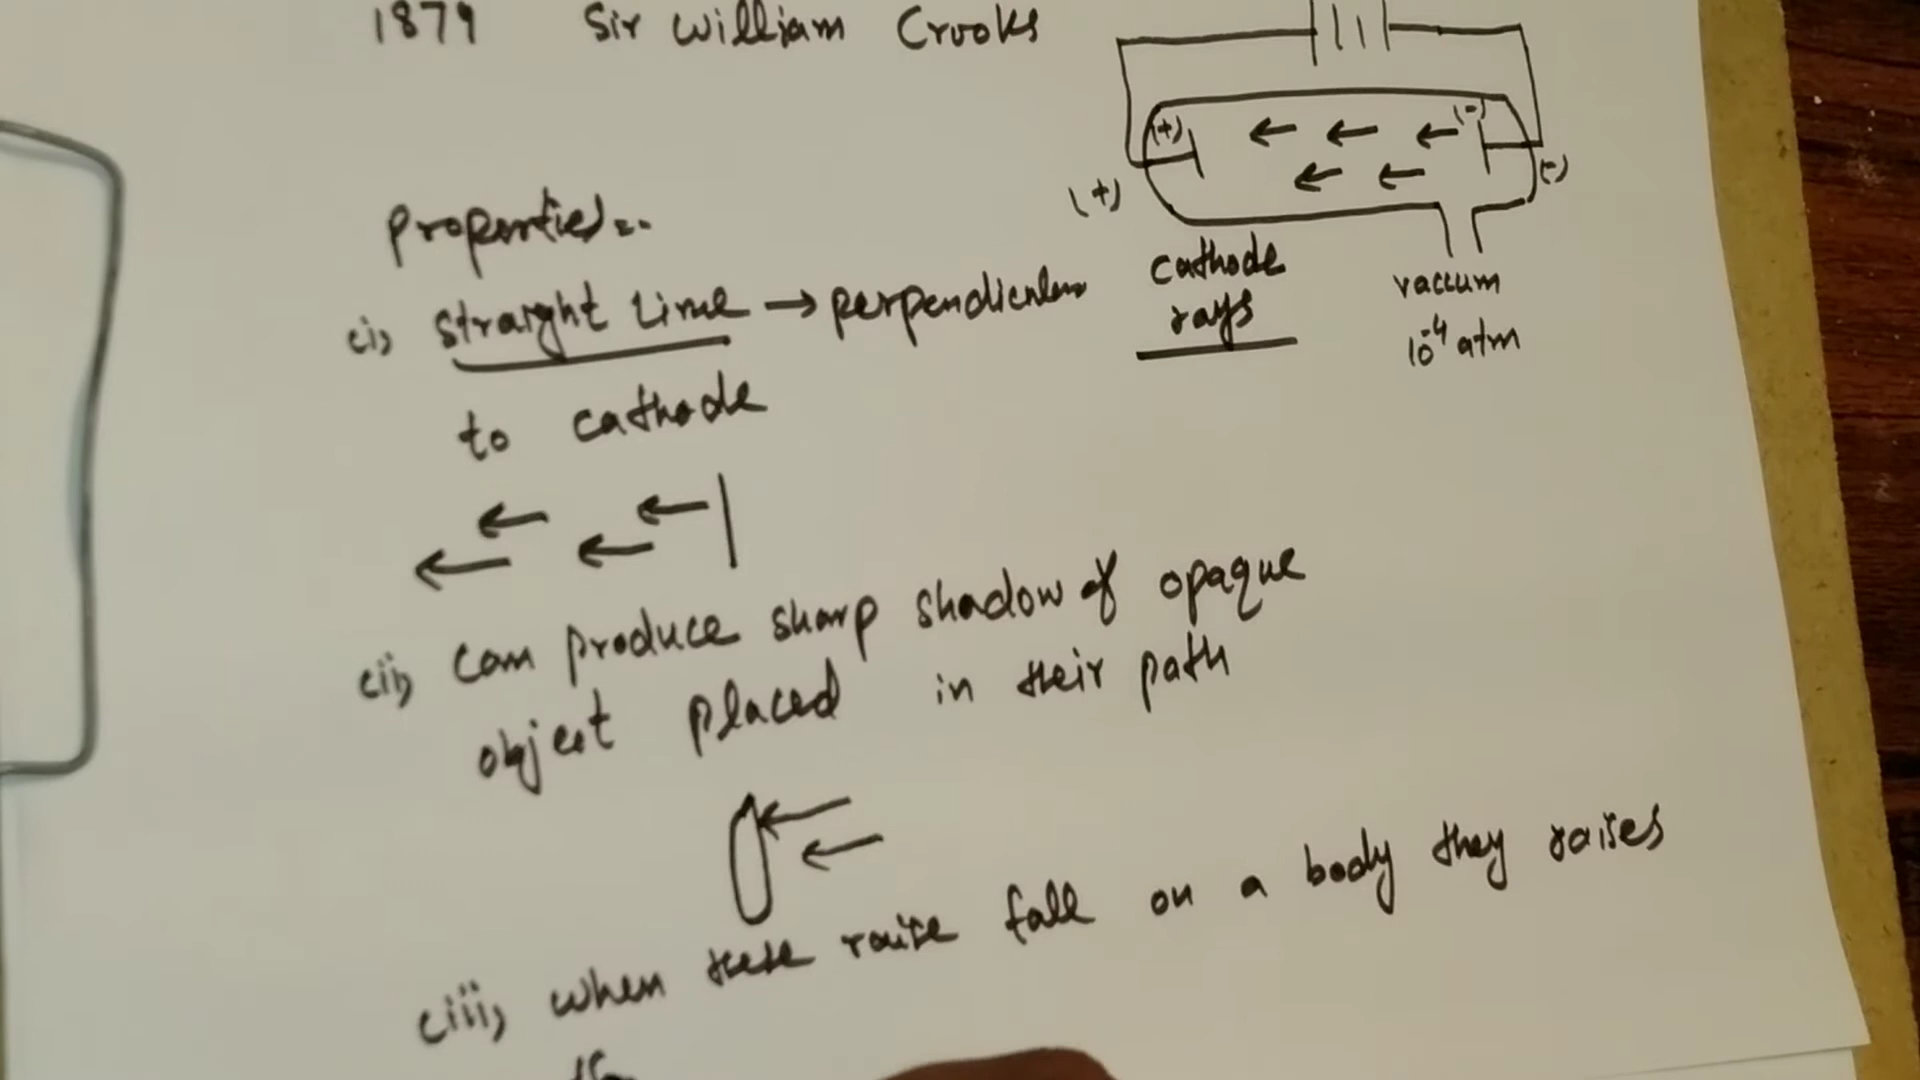 1879 Sir William Crooks
(+) (-)
(+) (-)
Properties:-
cathode
rays
vaccum
10-4 atm
(i) straight line → perpendicular
to cathode
(ii) can produce sharp shadow of opaque
object placed in their path
(iii) when these raise fall on a body they raises